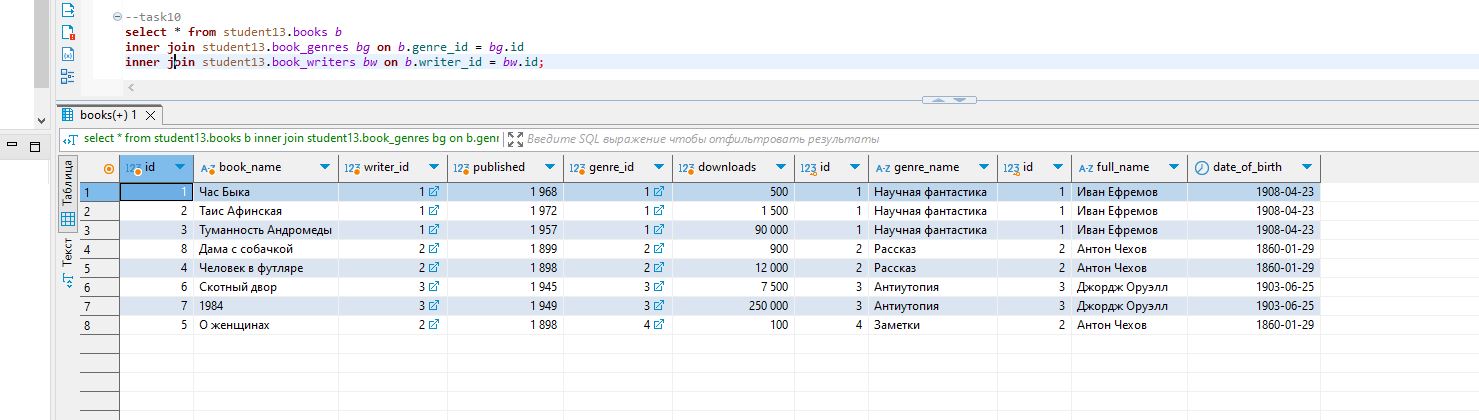 --task10
select * from student13.books b
inner join student13.book_genres bg on b.genre_id = bg.id
inner join student13.book_writers bw on b.writer_id = bw.id;
books(+) 1
select * from student13.books b inner join student13.book_genres bg on b.genr
Введите SQL выражение чтобы отфильтровать результаты
Таблица
Текст
123 id A-Z book_name 123 writer_id 123 published 123 genre_id 123 downloads 123 id A-Z genre_name 123 id A-Z full_name date_of_birth
1 1 Час Быка 1 1 968 1 500 1 Научная фантастика 1 Иван Ефремов 1908-04-23
2 2 Таис Афинская 1 1 972 1 1 500 1 Научная фантастика 1 Иван Ефремов 1908-04-23
3 3 Туманность Андромеды 1 1 957 1 90 000 1 Научная фантастика 1 Иван Ефремов 1908-04-23
4 8 Дама с собачкой 2 1 899 2 900 2 Рассказ 2 Антон Чехов 1860-01-29
5 4 Человек в футляре 2 1 898 2 12 000 2 Рассказ 2 Антон Чехов 1860-01-29
6 6 Скотный двор 3 1 945 3 7 500 3 Антиутопия 3 Джордж Оруэлл 1903-06-25
7 7 1984 3 1 949 3 250 000 3 Антиутопия 3 Джордж Оруэлл 1903-06-25
8 5 О женщинах 2 1 898 4 100 4 Заметки 2 Антон Чехов 1860-01-29